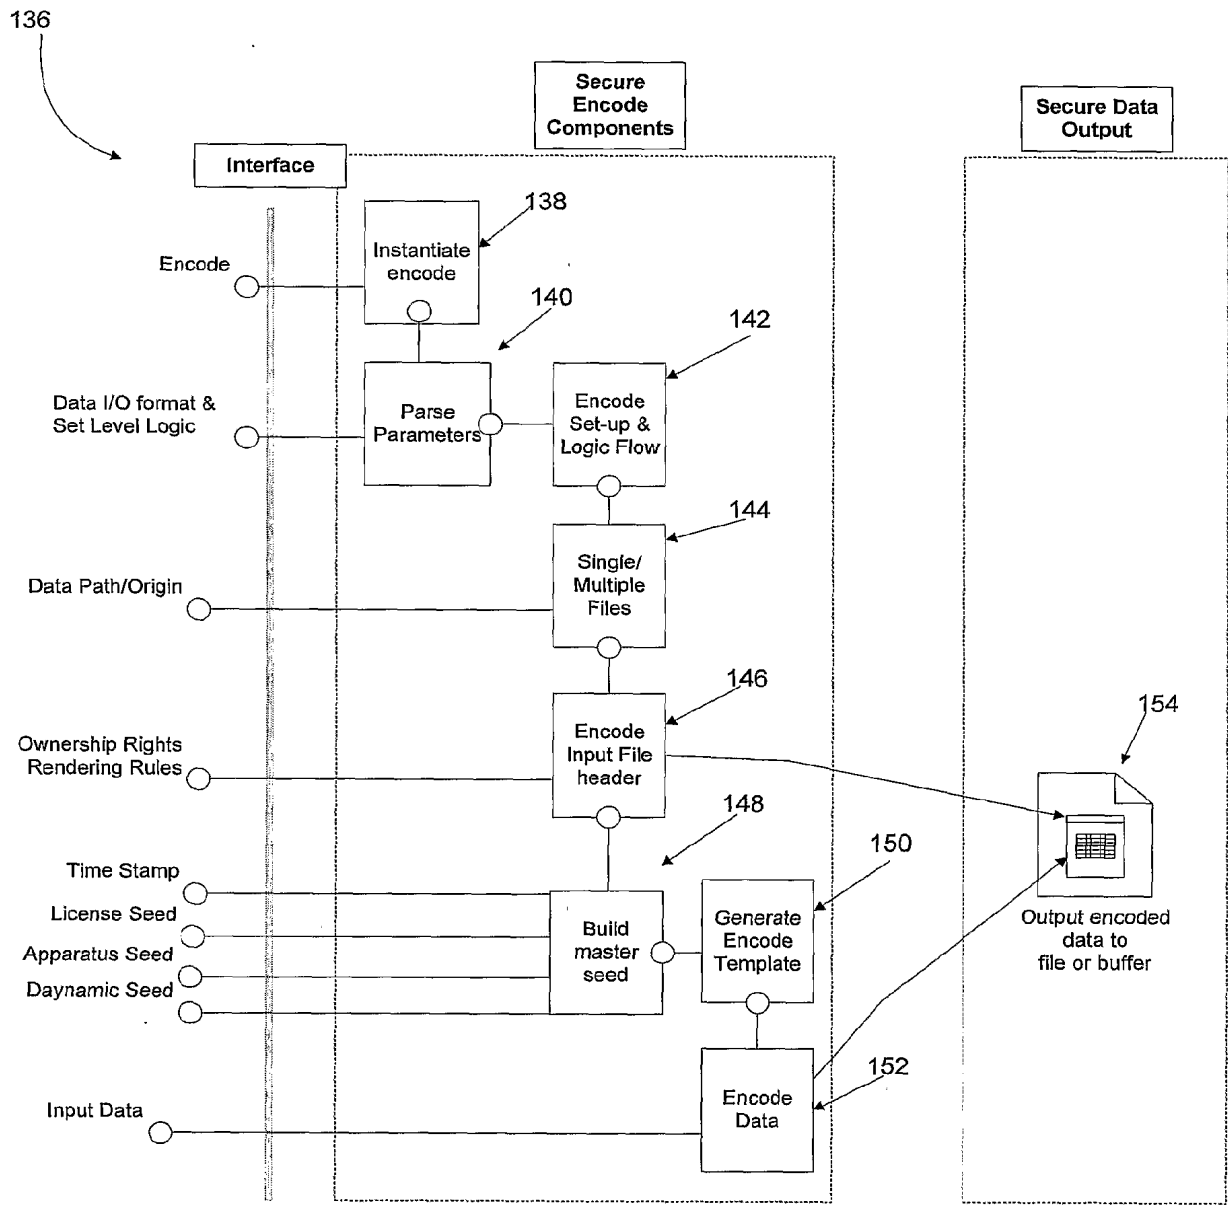 136
Secure
Encode
Components
Secure Data
Output
Interface
138
Instantiate
encode
Encode
140
142
Data I/O format &
Set Level Logic
Parse
Parameters
Encode
Set-up &
Logic Flow
144
Single/
Multiple
Files
Data Path/Origin
146
Encode
Input File
header
Ownership Rights
Rendering Rules
154
148
150
Time Stamp
License Seed
Apparatus Seed
Daynamic Seed
Build
master
seed
Generate
Encode
Template
Output encoded
data to
file or buffer
152
Encode
Data
Input Data